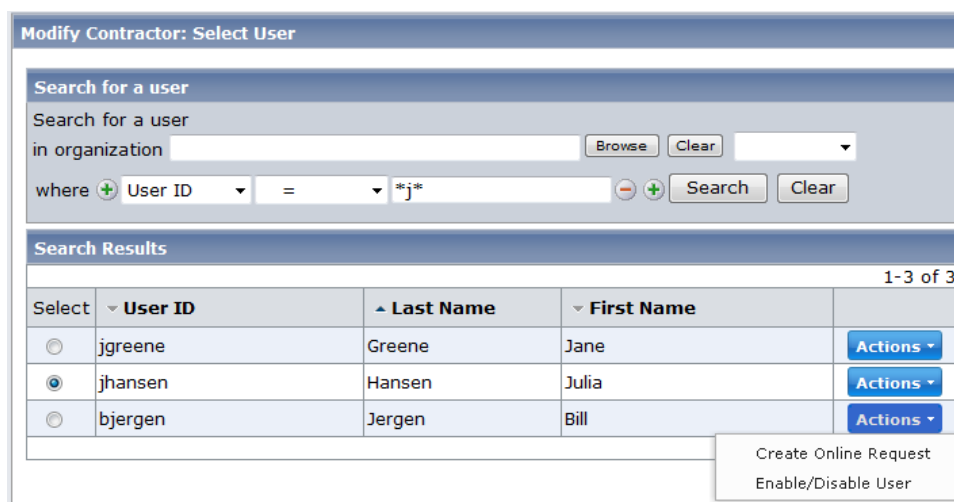 Modify Contractor: Select User
Search for a user
Search for a user
in organization Browse Clear
where User ID = *j* Search Clear
Search Results
1-3 of 3
Select User ID Last Name First Name
jgreene Greene Jane Actions
jhansen Hansen Julia Actions
bjergen Jergen Bill Actions
Create Online Request
Enable/Disable User